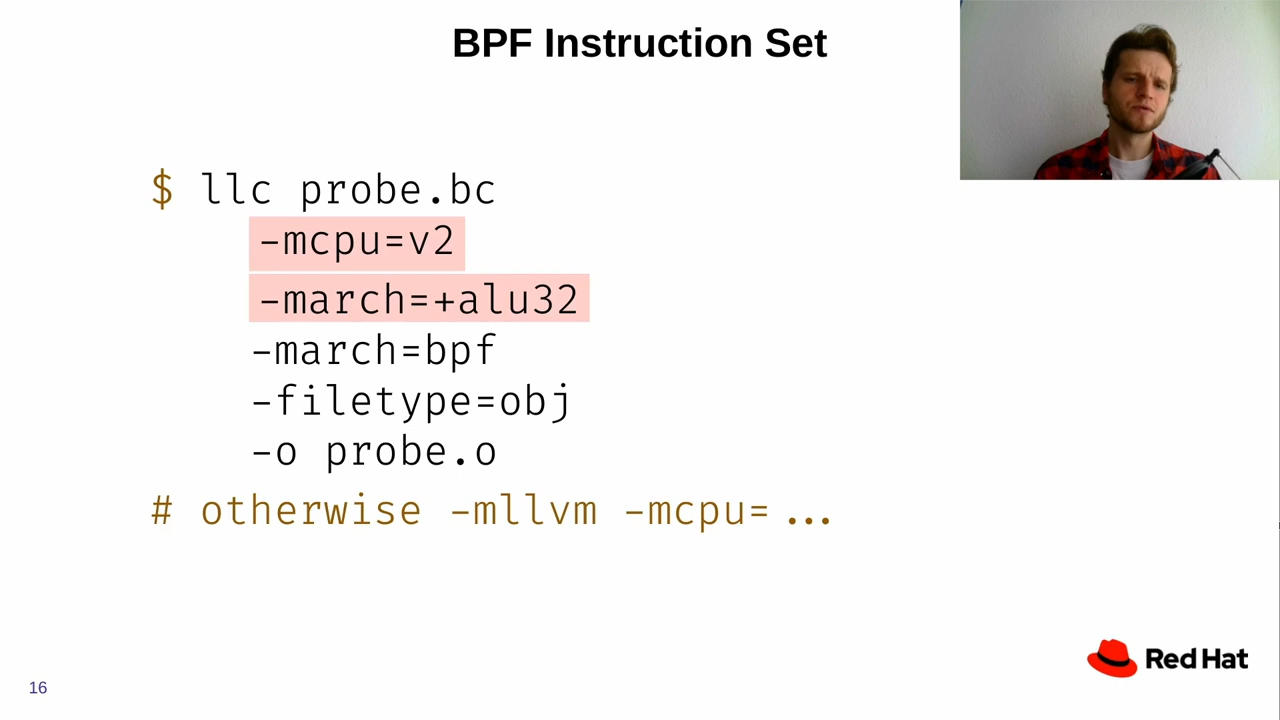 BPF Instruction Set
$ llc probe.bc
-mcpu=v2
-march=+alu32
-march=bpf
-filetype=obj
-o probe.o
# otherwise -mllvm -mcpu= ...
Red Hat
16